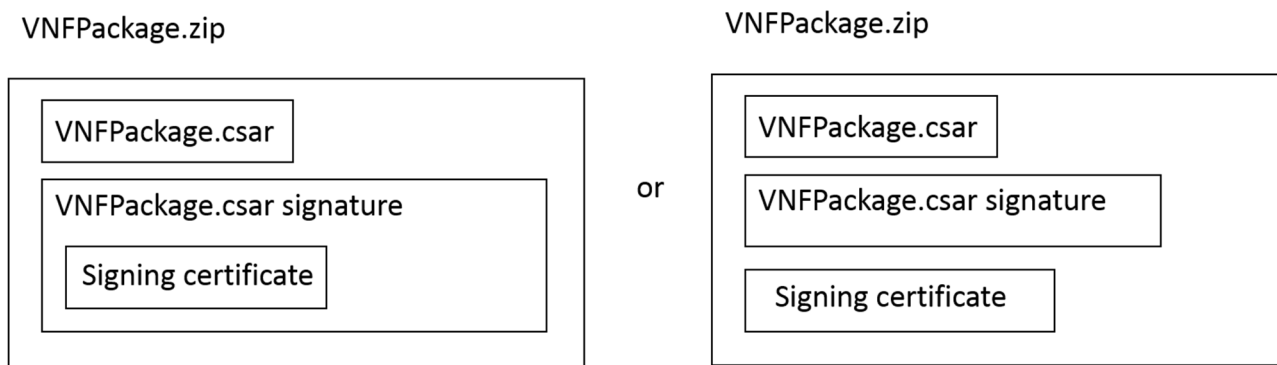 VNFPackage.zip
VNFPackage.csar
VNFPackage.csar signature
Signing certificate
or
VNFPackage.zip
VNFPackage.csar
VNFPackage.csar signature
Signing certificate